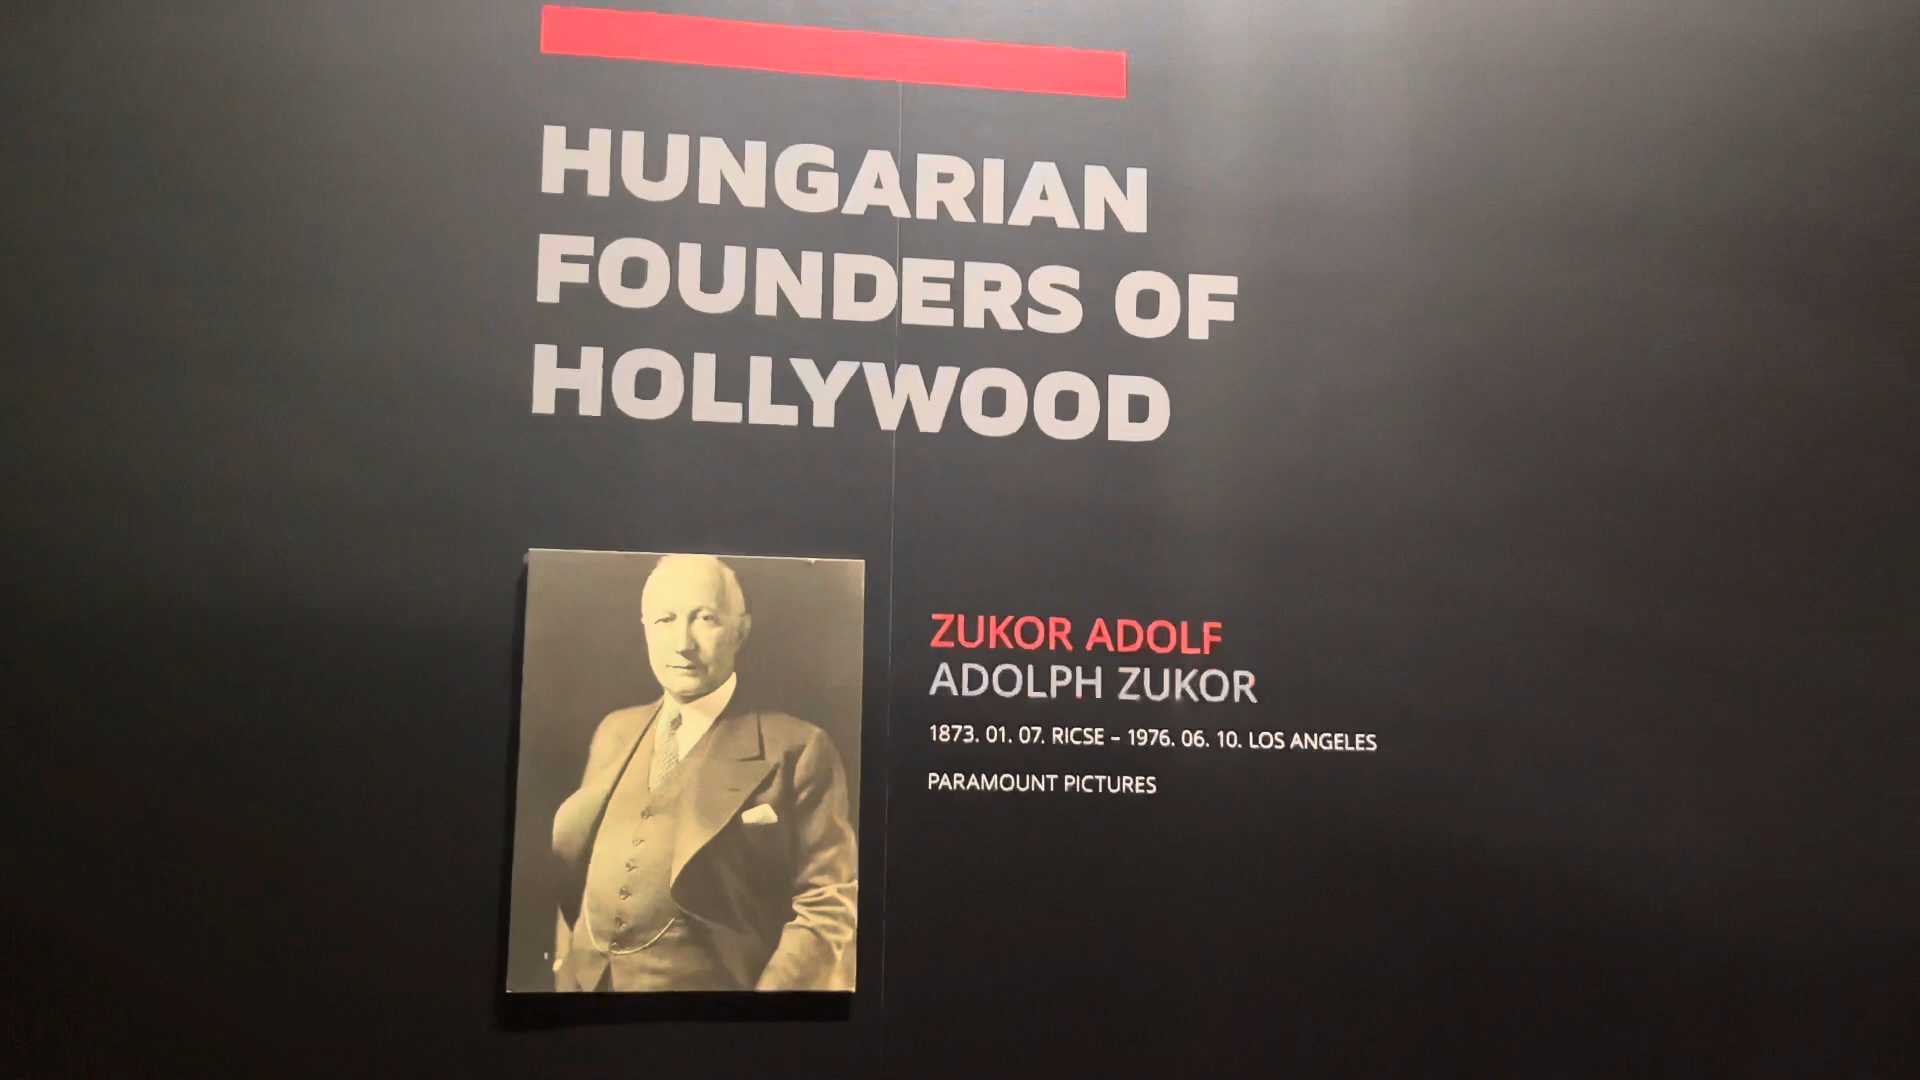 HUNGARIAN
FOUNDERS OF
HOLLYWOOD
ZUKOR ADOLF
ADOLPH ZUKOR
1873. 01. 07. RICSE – 1976. 06. 10. LOS ANGELES
PARAMOUNT PICTURES